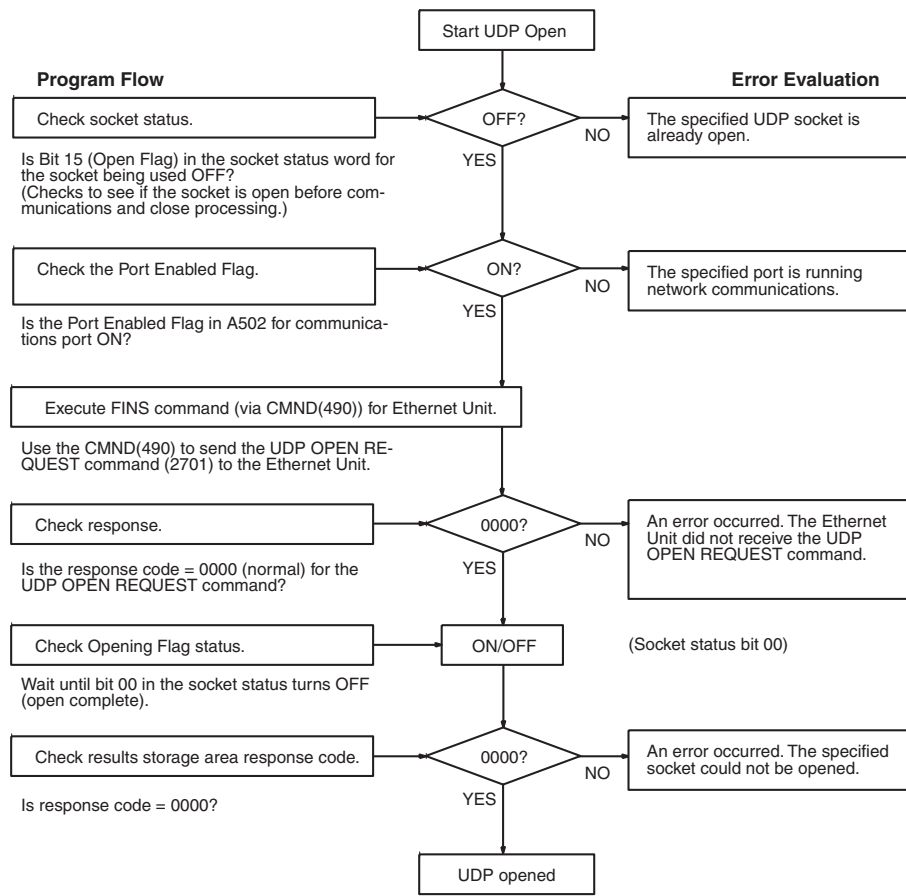 Start UDP Open
Program Flow
Error Evaluation
Check socket status.
OFF?
NO
The specified UDP socket is
already open.
YES
Is Bit 15 (Open Flag) in the socket status word for
the socket being used OFF?
(Checks to see if the socket is open before com-
munications and close processing.)
Check the Port Enabled Flag.
ON?
NO
The specified port is running
network communications.
YES
Is the Port Enabled Flag in A502 for communica-
tions port ON?
Execute FINS command (via CMND(490)) for Ethernet Unit.
Use the CMND(490) to send the UDP OPEN RE-
QUEST command (2701) to the Ethernet Unit.
Check response.
0000?
NO
An error occurred. The Ethernet
Unit did not receive the UDP
OPEN REQUEST command.
YES
Is the response code = 0000 (normal) for the
UDP OPEN REQUEST command?
Check Opening Flag status.
ON/OFF
(Socket status bit 00)
Wait until bit 00 in the socket status turns OFF
(open complete).
Check results storage area response code.
0000?
NO
An error occurred. The specified
socket could not be opened.
YES
Is response code = 0000?
UDP opened